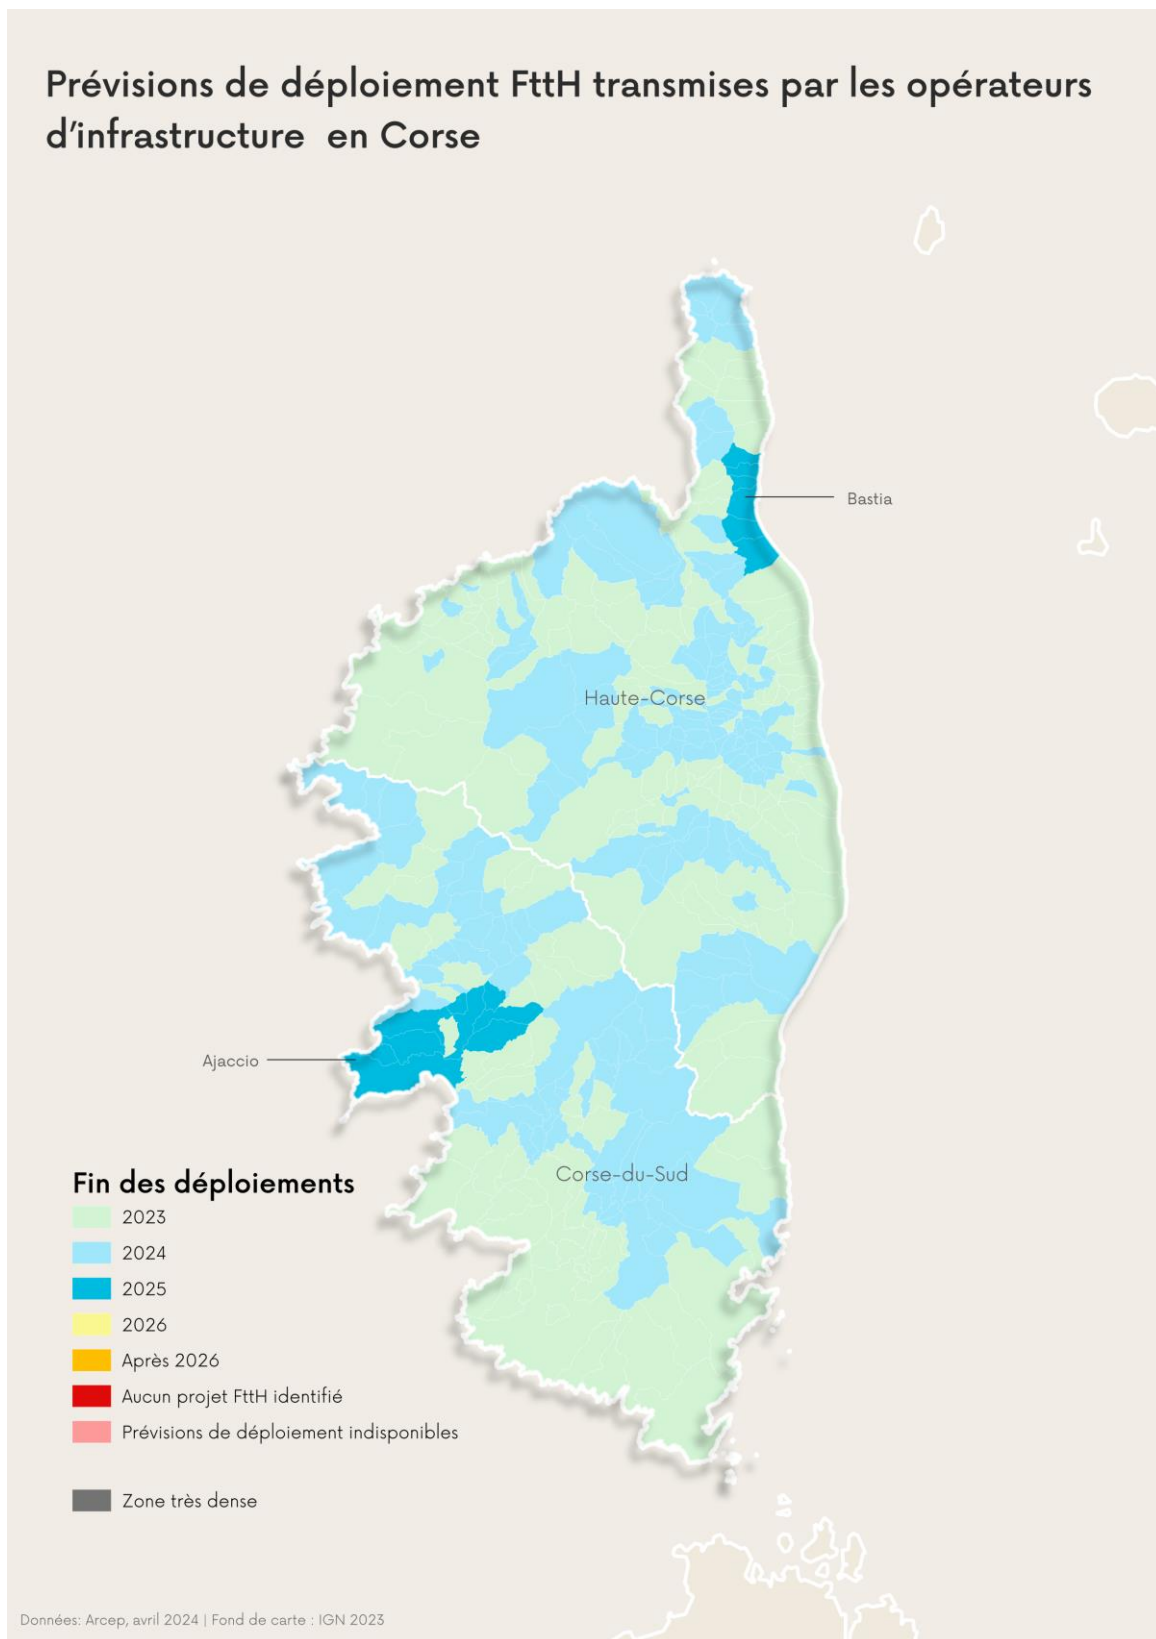 Prévisions de déploiement FttH transmises par les opérateurs
d'infrastructure en Corse
Bastia
Haute-Corse
Ajaccio
Corse-du-Sud
Fin des déploiements
2023
2024
2025
2026
Après 2026
Aucun projet FttH identifié
Prévisions de déploiement indisponibles
Zone très dense
Données: Arcep, avril 2024 | Fond de carte : IGN 2023